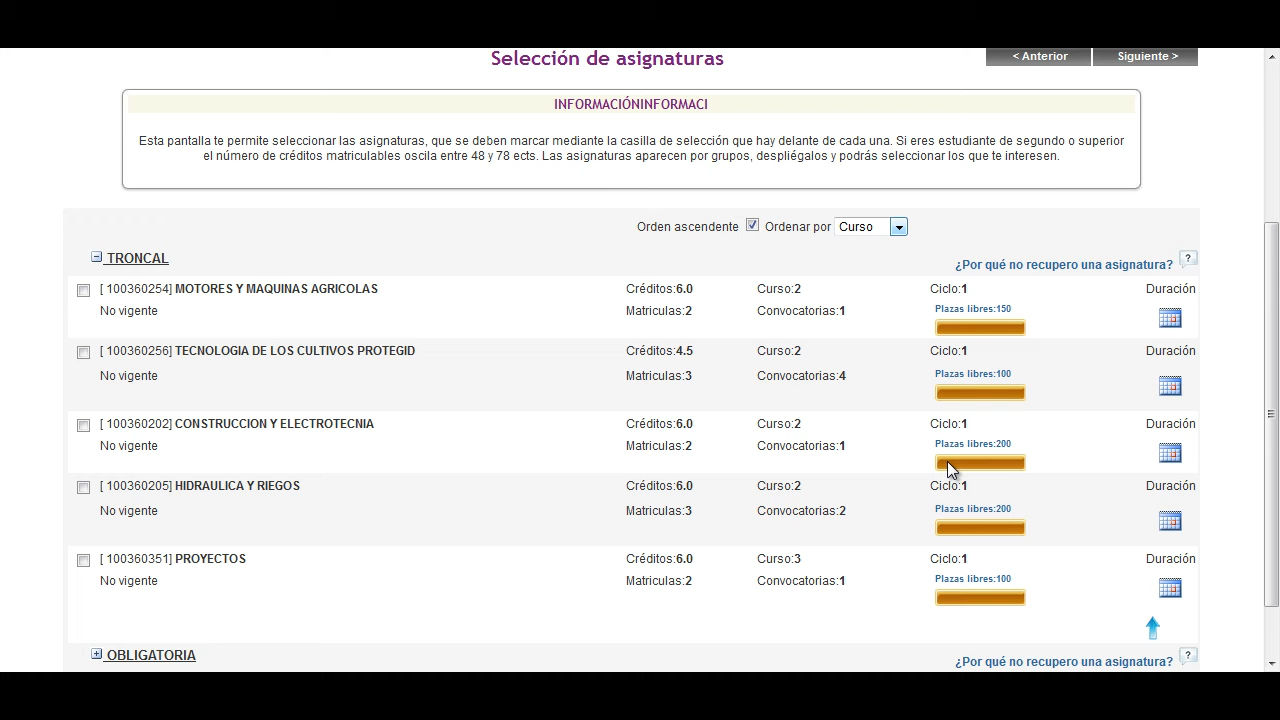 Selección de asignaturas
< Anterior
Siguiente >
INFORMACIÓNINFORMACI
Esta pantalla te permite seleccionar las asignaturas, que se deben marcar mediante la casilla de selección que hay delante de cada una. Si eres estudiante de segundo o superior
el número de créditos matriculables oscila entre 48 y 78 ects. Las asignaturas aparecen por grupos, despliégalos y podrás seleccionar los que te interesen.
Orden ascendente Ordenar por Curso
TRONCAL
¿Por qué no recupero una asignatura? ?
[ 100360254] MOTORES Y MAQUINAS AGRICOLAS Créditos:6.0 Curso:2 Ciclo:1 Duración
No vigente Matriculas:2 Convocatorias:1 Plazas libres:150
[ 100360256] TECNOLOGIA DE LOS CULTIVOS PROTEGID Créditos:4.5 Curso:2 Ciclo:1 Duración
No vigente Matriculas:3 Convocatorias:4 Plazas libres:100
[ 100360202] CONSTRUCCION Y ELECTROTECNIA Créditos:6.0 Curso:2 Ciclo:1 Duración
No vigente Matriculas:2 Convocatorias:1 Plazas libres:200
[ 100360205] HIDRAULICA Y RIEGOS Créditos:6.0 Curso:2 Ciclo:1 Duración
No vigente Matriculas:3 Convocatorias:2 Plazas libres:200
[ 100360351] PROYECTOS Créditos:6.0 Curso:3 Ciclo:1 Duración
No vigente Matriculas:2 Convocatorias:1 Plazas libres:100
OBLIGATORIA
¿Por qué no recupero una asignatura? ?